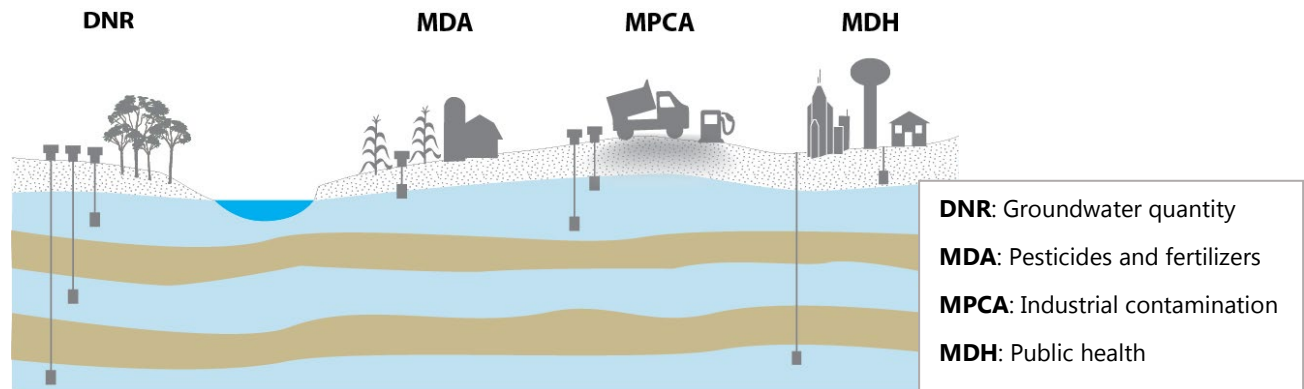 DNR MDA MPCA MDH
DNR: Groundwater quantity
MDA: Pesticides and fertilizers
MPCA: Industrial contamination
MDH: Public health